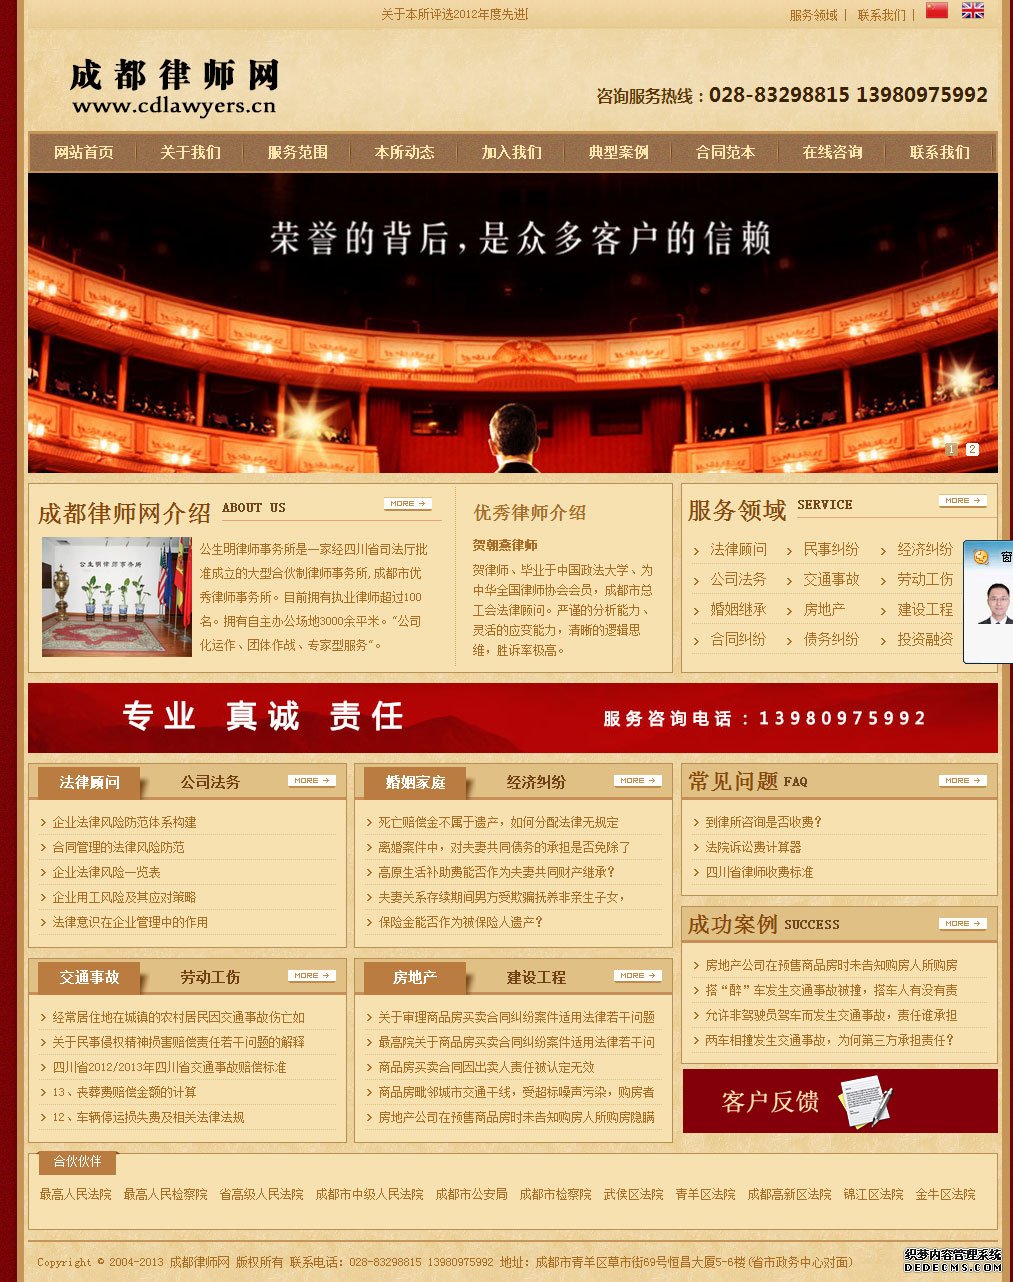 关于本所评选2012年度先进
服务领域 | 联系我们 |
成都律师网
www.cdlawyers.cn
咨询服务热线：028-83298815 13980975992
网站首页 关于我们 服务范围 本所动态 加入我们 典型案例 合同范本 在线咨询 联系我们
荣誉的背后，是众多客户的信赖
1 2
成都律师网介绍 ABOUT US MORE
公生明律师事务所
公生明律师事务所是一家经四川省司法厅批
准成立的大型合伙制律师事务所,成都市优
秀律师事务所。目前拥有执业律师超过100
名。拥有自主办公场地3000余平米。“公司
化运作、团体作战、专家型服务”。
优秀律师介绍
贺朝燕律师
贺律师、毕业于中国政法大学、为
中华全国律师协会会员，成都市总
工会法律顾问。严谨的分析能力、
灵活的应变能力，清晰的逻辑思
维，胜诉率极高。
服务领域 SERVICE MORE
法律顾问 民事纠纷 经济纠纷
公司法务 交通事故 劳动工伤
婚姻继承 房地产 建设工程
合同纠纷 债务纠纷 投资融资
窗
专业 真诚 责任
服务咨询电话：13980975992
法律顾问 公司法务 MORE
企业法律风险防范体系构建
合同管理的法律风险防范
企业法律风险一览表
企业用工风险及其应对策略
法律意识在企业管理中的作用
婚姻家庭 经济纠纷 MORE
死亡赔偿金不属于遗产，如何分配法律无规定
离婚案件中，对夫妻共同债务的承担是否免除了
高原生活补助费能否作为夫妻共同财产继承？
夫妻关系存续期间男方受欺骗抚养非亲生子女，
保险金能否作为被保险人遗产？
常见问题 FAQ MORE
到律所咨询是否收费？
法院诉讼费计算器
四川省律师收费标准
成功案例 SUCCESS MORE
房地产公司在预售商品房时未告知购房人所购房
搭“醉”车发生交通事故被撞，搭车人有没有责
允许非驾驶员驾车而发生交通事故，责任谁承担
两车相撞发生交通事故，为何第三方承担责任？
交通事故 劳动工伤 MORE
经常居住地在城镇的农村居民因交通事故伤亡如
关于民事侵权精神损害赔偿责任若干问题的解释
四川省2012/2013年四川省交通事故赔偿标准
13、丧葬费赔偿金额的计算
12、车辆停运损失费及相关法律法规
房地产 建设工程 MORE
关于审理商品房买卖合同纠纷案件适用法律若干问题
最高院关于商品房买卖合同纠纷案件适用法律若干问
商品房买卖合同因出卖人责任被认定无效
商品房毗邻城市交通干线，受超标噪声污染，购房者
房地产公司在预售商品房时未告知购房人所购房隐瞒
客户反馈
合伙伙伴
最高人民法院 最高人民检察院 省高级人民法院 成都市中级人民法院 成都市公安局 成都市检察院 武侯区法院 青羊区法院 成都高新区法院 锦江区法院 金牛区法院
Copyright © 2004-2013 成都律师网 版权所有 联系电话：028-83298815 13980975992 地址：成都市青羊区草市街69号恒昌大厦5-6楼(省市政务中心对面)
织梦内容管理系统
DEDECMS.COM